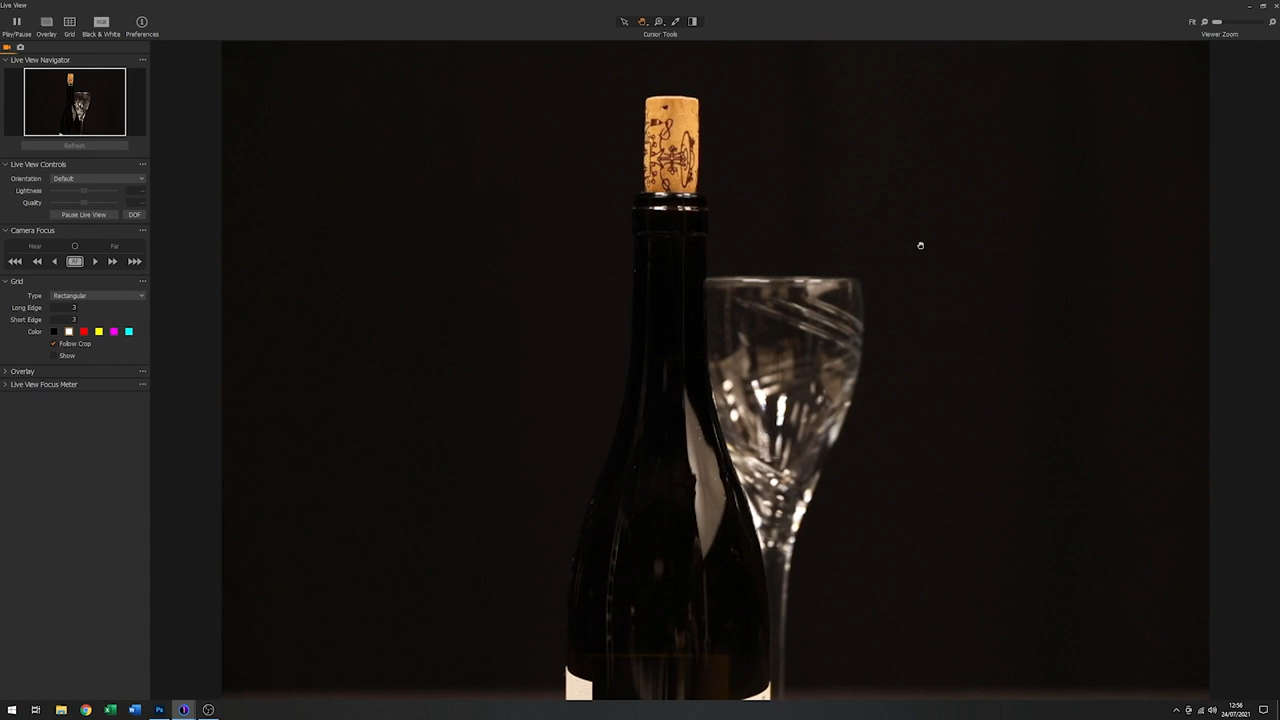 Live View
Play/Pause
Overlay
Grid
Black & White
Preferences
Cursor Tools
Fit
Viewer Zoom
Live View Navigator
Refresh
Live View Controls
Orientation Default
Lightness
Quality
Pause Live View DOF
Camera Focus
Near Far
AF
Grid
Type Rectangular
Long Edge 3
Short Edge 3
Color
Follow Crop
Show
Overlay
Live View Focus Meter
Ps
12:56
24/07/2021